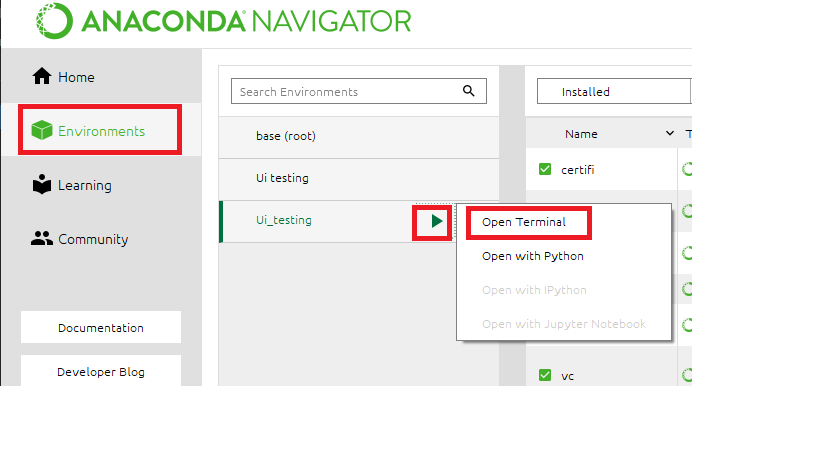 ANACONDA NAVIGATOR
Home
Environments
Learning
Community
Documentation
Developer Blog
Search Environments
base (root)
Ui testing
Ui_testing
Open Terminal
Open with Python
Open with IPython
Open with Jupyter Notebook
Installed
Name T
certifi
vc